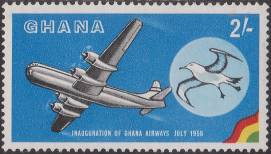 GHANA 2/-
INAUGURATION OF GHANA AIRWAYS JULY 1958